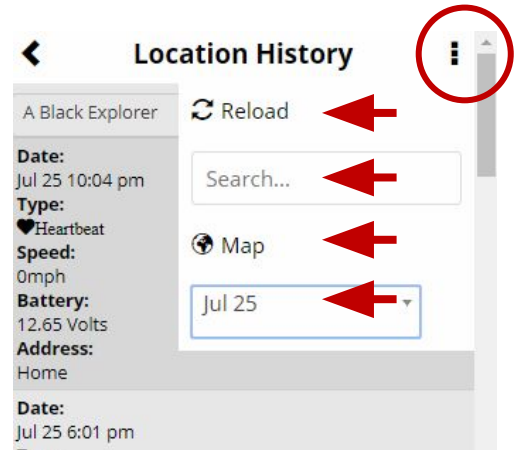 Location History
A Black Explorer
Reload
Search...
Map
Jul 25
Date:
Jul 25 10:04 pm
Type:
Heartbeat
Speed:
0mph
Battery:
12.65 Volts
Address:
Home
Date:
Jul 25 6:01 pm